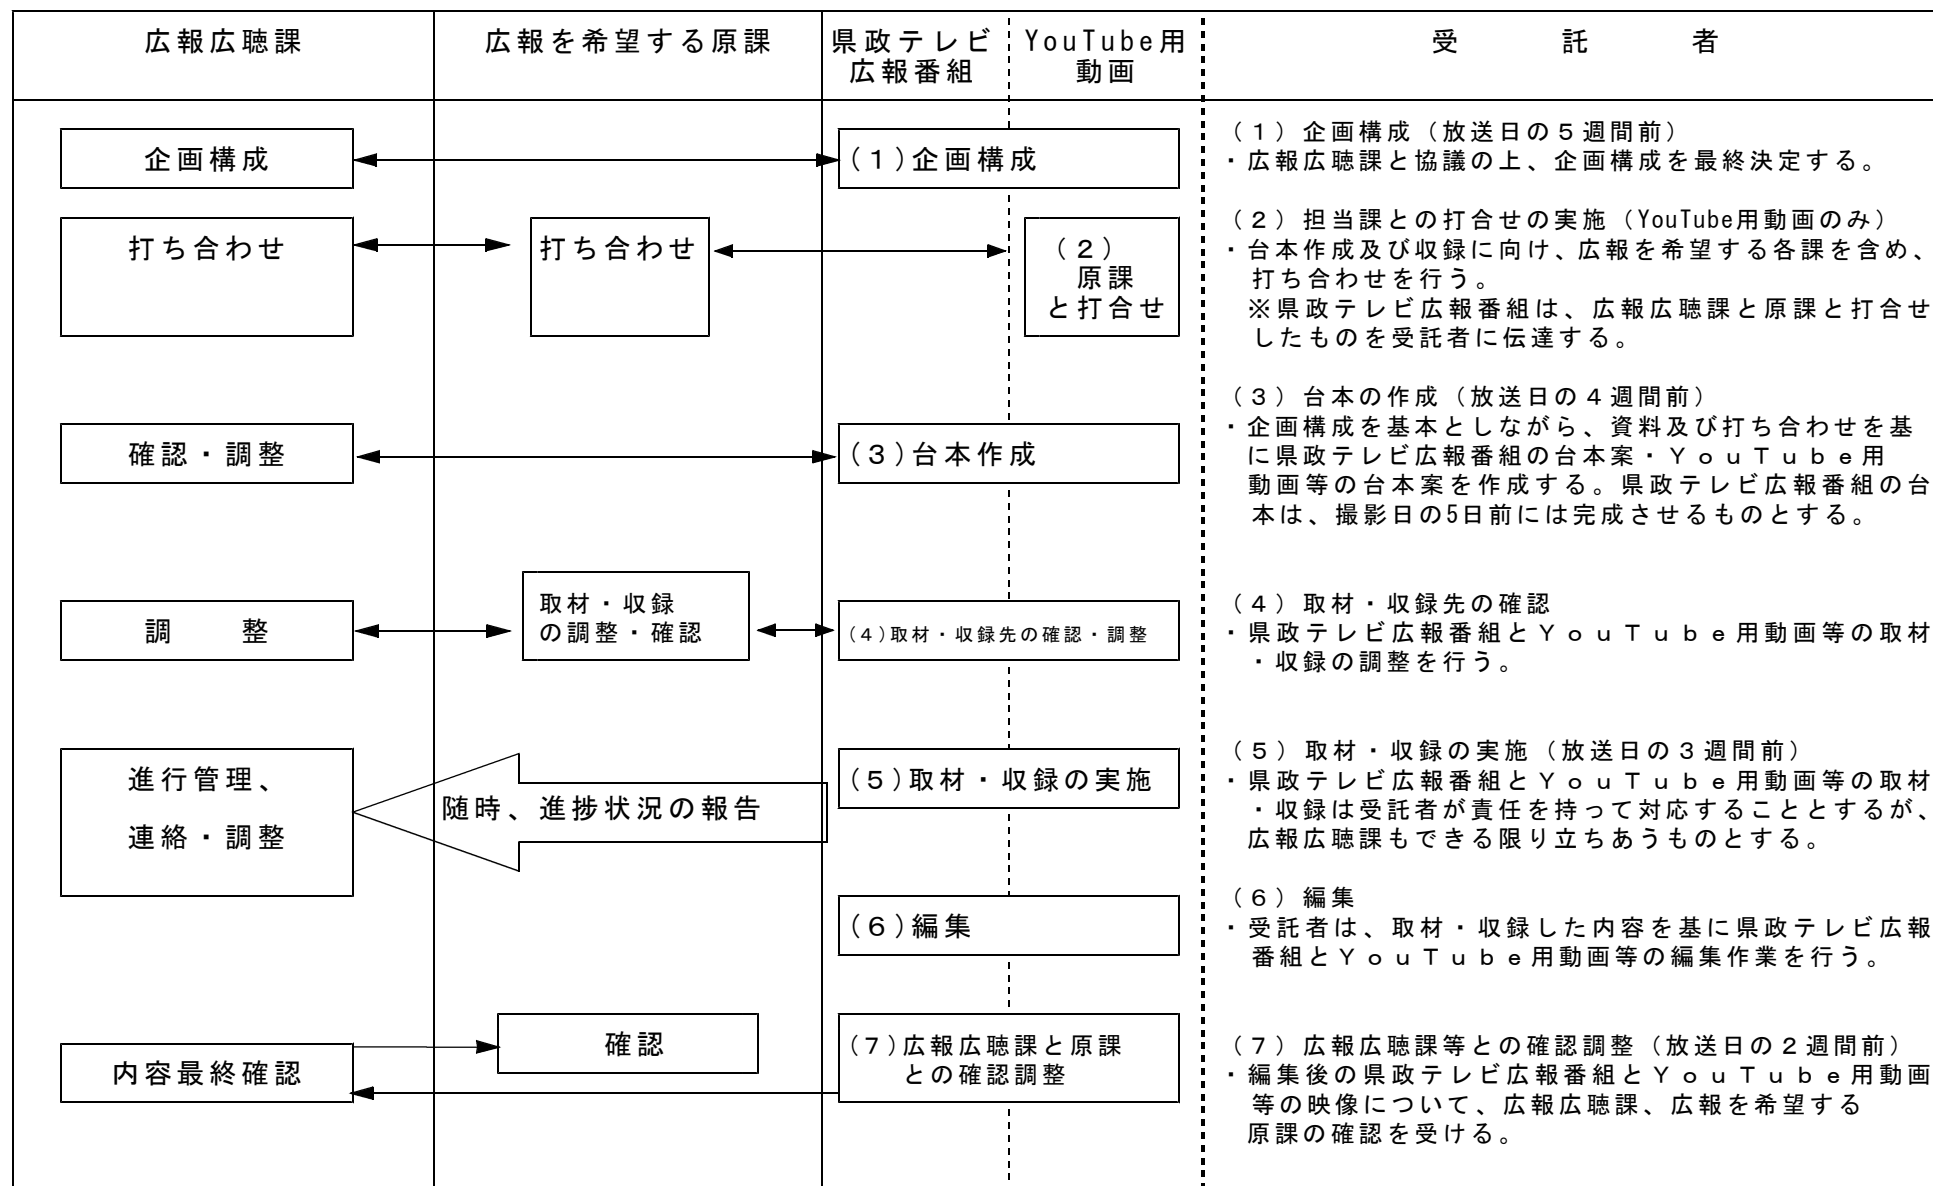 広報広聴課
広報を希望する原課
県政テレビ
広報番組
YouTube用
動画
受託者
企画構成
(1)企画構成
(1)企画構成(放送日の5週間前)
・広報広聴課と協議の上、企画構成を最終決定する。
打ち合わせ
打ち合わせ
(2)
原課
と打合せ
(2)担当課との打合せの実施(YouTube用動画のみ)
・台本作成及び収録に向け、広報を希望する各課を含め、
打ち合わせを行う。
※県政テレビ広報番組は、広報広聴課と原課と打合せ
したものを受託者に伝達する。
確認・調整
(3)台本作成
(3)台本の作成(放送日の4週間前)
・企画構成を基本としながら、資料及び打ち合わせを基
に県政テレビ広報番組の台本案・YouTube用
動画等の台本案を作成する。県政テレビ広報番組の台
本は、撮影日の5日前には完成させるものとする。
調整
取材・収録
の調整・確認
(4)取材・収録先の確認・調整
(4)取材・収録先の確認
・県政テレビ広報番組とYouTube用動画等の取材
・収録の調整を行う。
進行管理、
連絡・調整
随時、進捗状況の報告
(5)取材・収録の実施
(5)取材・収録の実施(放送日の3週間前)
・県政テレビ広報番組とYouTube用動画等の取材
・収録は受託者が責任を持って対応することとするが、
広報広聴課もできる限り立ちあうものとする。
(6)編集
(6)編集
・受託者は、取材・収録した内容を基に県政テレビ広報
番組とYouTube用動画等の編集作業を行う。
内容最終確認
確認
(7)広報広聴課と原課
との確認調整
(7)広報広聴課等との確認調整(放送日の2週間前)
・編集後の県政テレビ広報番組とYouTube用動画
等の映像について、広報広聴課、広報を希望する
原課の確認を受ける。